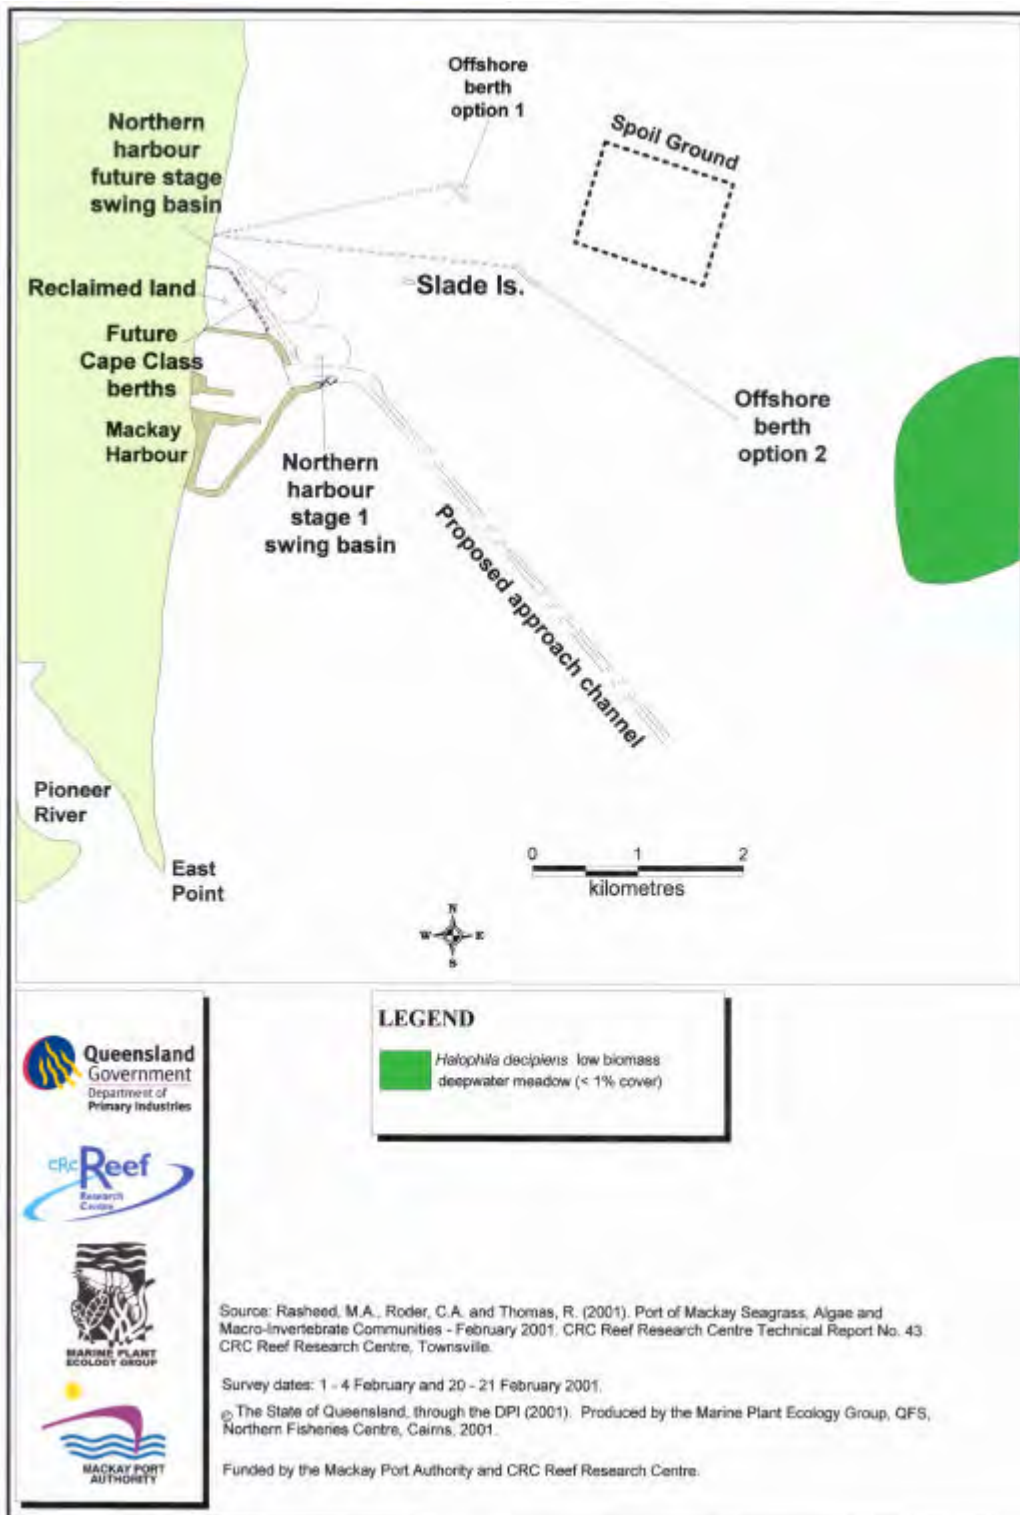 Offshore
berth
option 1
Spoil Ground
Northern
harbour
future stage
swing basin
Reclaimed land
Slade Is.
Future
Cape Class
berths
Offshore
berth
option 2
Mackay
Harbour
Northern
harbour
stage 1
swing basin
Proposed approach channel
Pioneer
River
East
Point
0 1 2
kilometres
N
W E
S
LEGEND
Halophila decipiens low biomass
deepwater meadow (< 1% cover)
Queensland
Government
Department of
Primary Industries
CRC Reef
Research
Centre
MARINE PLANT
ECOLOGY GROUP
MACKAY PORT
AUTHORITY
Source: Rasheed, M.A., Roder, C.A. and Thomas, R. (2001). Port of Mackay Seagrass, Algae and
Macro-Invertebrate Communities - February 2001. CRC Reef Research Centre Technical Report No. 43.
CRC Reef Research Centre, Townsville.
Survey dates: 1 - 4 February and 20 - 21 February 2001.
© The State of Queensland, through the DPI (2001). Produced by the Marine Plant Ecology Group, QFS,
Northern Fisheries Centre, Cairns, 2001.
Funded by the Mackay Port Authority and CRC Reef Research Centre.